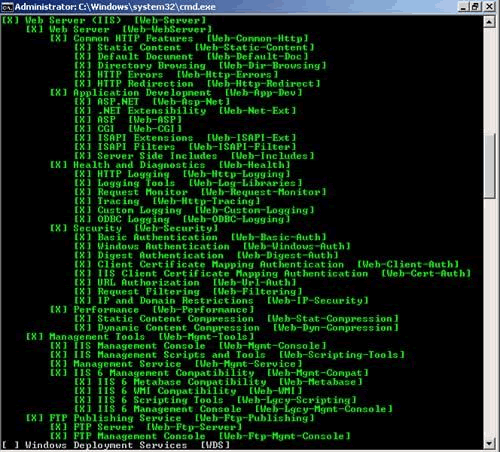 Administrator: C:\Windows\system32\cmd.exe
[X] Web Server (IIS)  [Web-Server]
[X] Web Server  [Web-WebServer]
[X] Common HTTP Features  [Web-Common-Http]
[X] Static Content  [Web-Static-Content]
[X] Default Document  [Web-Default-Doc]
[X] Directory Browsing  [Web-Dir-Browsing]
[X] HTTP Errors  [Web-Http-Errors]
[X] HTTP Redirection  [Web-Http-Redirect]
[X] Application Development  [Web-App-Dev]
[X] ASP.NET  [Web-Asp-Net]
[X] .NET Extensibility  [Web-Net-Ext]
[X] ASP  [Web-ASP]
[X] CGI  [Web-CGI]
[X] ISAPI Extensions  [Web-ISAPI-Ext]
[X] ISAPI Filters  [Web-ISAPI-Filter]
[X] Server Side Includes  [Web-Includes]
[X] Health and Diagnostics  [Web-Health]
[X] HTTP Logging  [Web-Http-Logging]
[X] Logging Tools  [Web-Log-Libraries]
[X] Request Monitor  [Web-Request-Monitor]
[X] Tracing  [Web-Http-Tracing]
[X] Custom Logging  [Web-Custom-Logging]
[X] ODBC Logging  [Web-ODBC-Logging]
[X] Security  [Web-Security]
[X] Basic Authentication  [Web-Basic-Auth]
[X] Windows Authentication  [Web-Windows-Auth]
[X] Digest Authentication  [Web-Digest-Auth]
[X] Client Certificate Mapping Authentication  [Web-Client-Auth]
[X] IIS Client Certificate Mapping Authentication  [Web-Cert-Auth]
[X] URL Authorization  [Web-Url-Auth]
[X] Request Filtering  [Web-Filtering]
[X] IP and Domain Restrictions  [Web-IP-Security]
[X] Performance  [Web-Performance]
[X] Static Content Compression  [Web-Stat-Compression]
[X] Dynamic Content Compression  [Web-Dyn-Compression]
[X] Management Tools  [Web-Mgmt-Tools]
[X] IIS Management Console  [Web-Mgmt-Console]
[X] IIS Management Scripts and Tools  [Web-Scripting-Tools]
[X] Management Service  [Web-Mgmt-Service]
[X] IIS 6 Management Compatibility  [Web-Mgmt-Compat]
[X] IIS 6 Metabase Compatibility  [Web-Metabase]
[X] IIS 6 WMI Compatibility  [Web-WMI]
[X] IIS 6 Scripting Tools  [Web-Lgcy-Scripting]
[X] IIS 6 Management Console  [Web-Lgcy-Mgmt-Console]
[X] FTP Publishing Service  [Web-Ftp-Publishing]
[X] FTP Server  [Web-Ftp-Server]
[X] FTP Management Console  [Web-Ftp-Mgmt-Console]
[ ] Windows Deployment Services  [WDS]